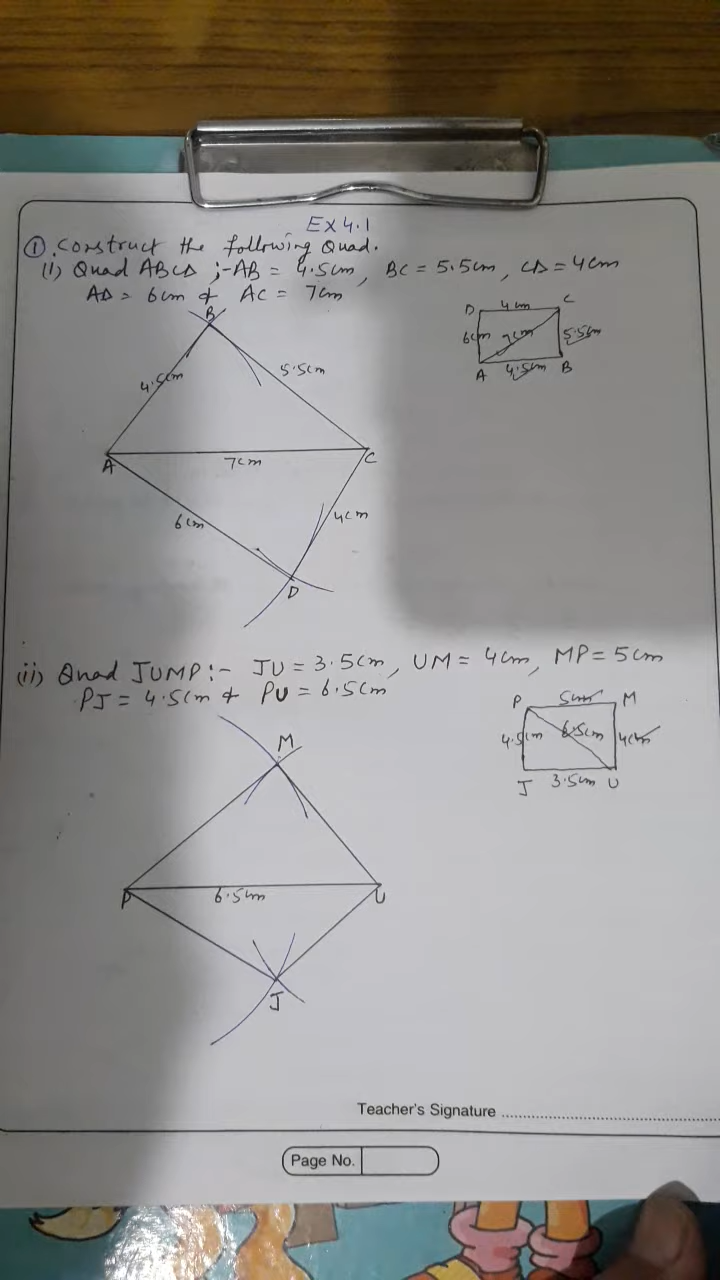 Ex 4.1
① Construct the following Quad.
(i) Quad ABCD ;- AB = 4.5cm, BC = 5.5cm, CD = 4cm
AD = 6cm & AC = 7cm
D 4cm C
6cm 7cm 5.5cm
A 4.5cm B
B
4.5cm 5.5cm
A 7cm C
6cm 4cm
D
(ii) Quad JUMP :- JU = 3.5cm, UM = 4cm, MP = 5cm
PJ = 4.5cm & PU = 6.5cm
P 5cm M
4.5cm 6.5cm 4cm
J 3.5cm U
M
P 6.5cm U
J
Teacher's Signature
Page No.